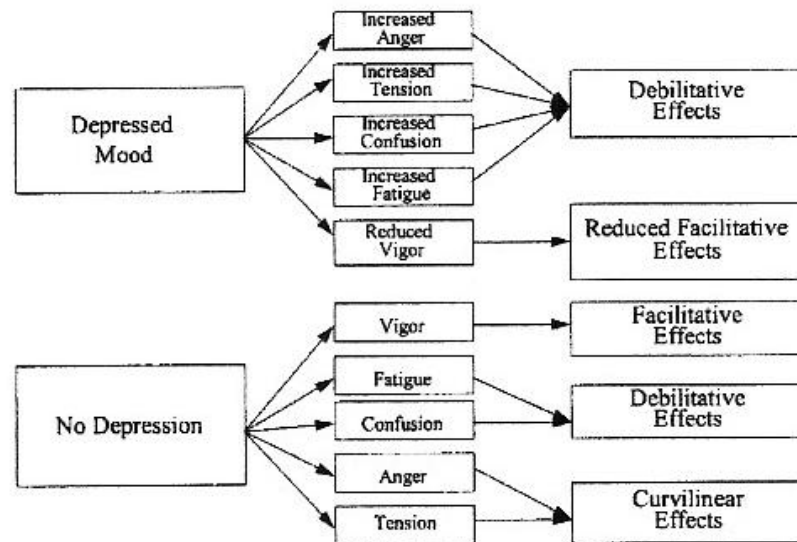 Increased
Anger
Increased
Tension
Depressed
Mood
Increased
Confusion
Increased
Fatigue
Reduced
Vigor
Debilitative
Effects
Reduced Facilitative
Effects
No Depression
Vigor
Fatigue
Confusion
Anger
Tension
Facilitative
Effects
Debilitative
Effects
Curvilinear
Effects